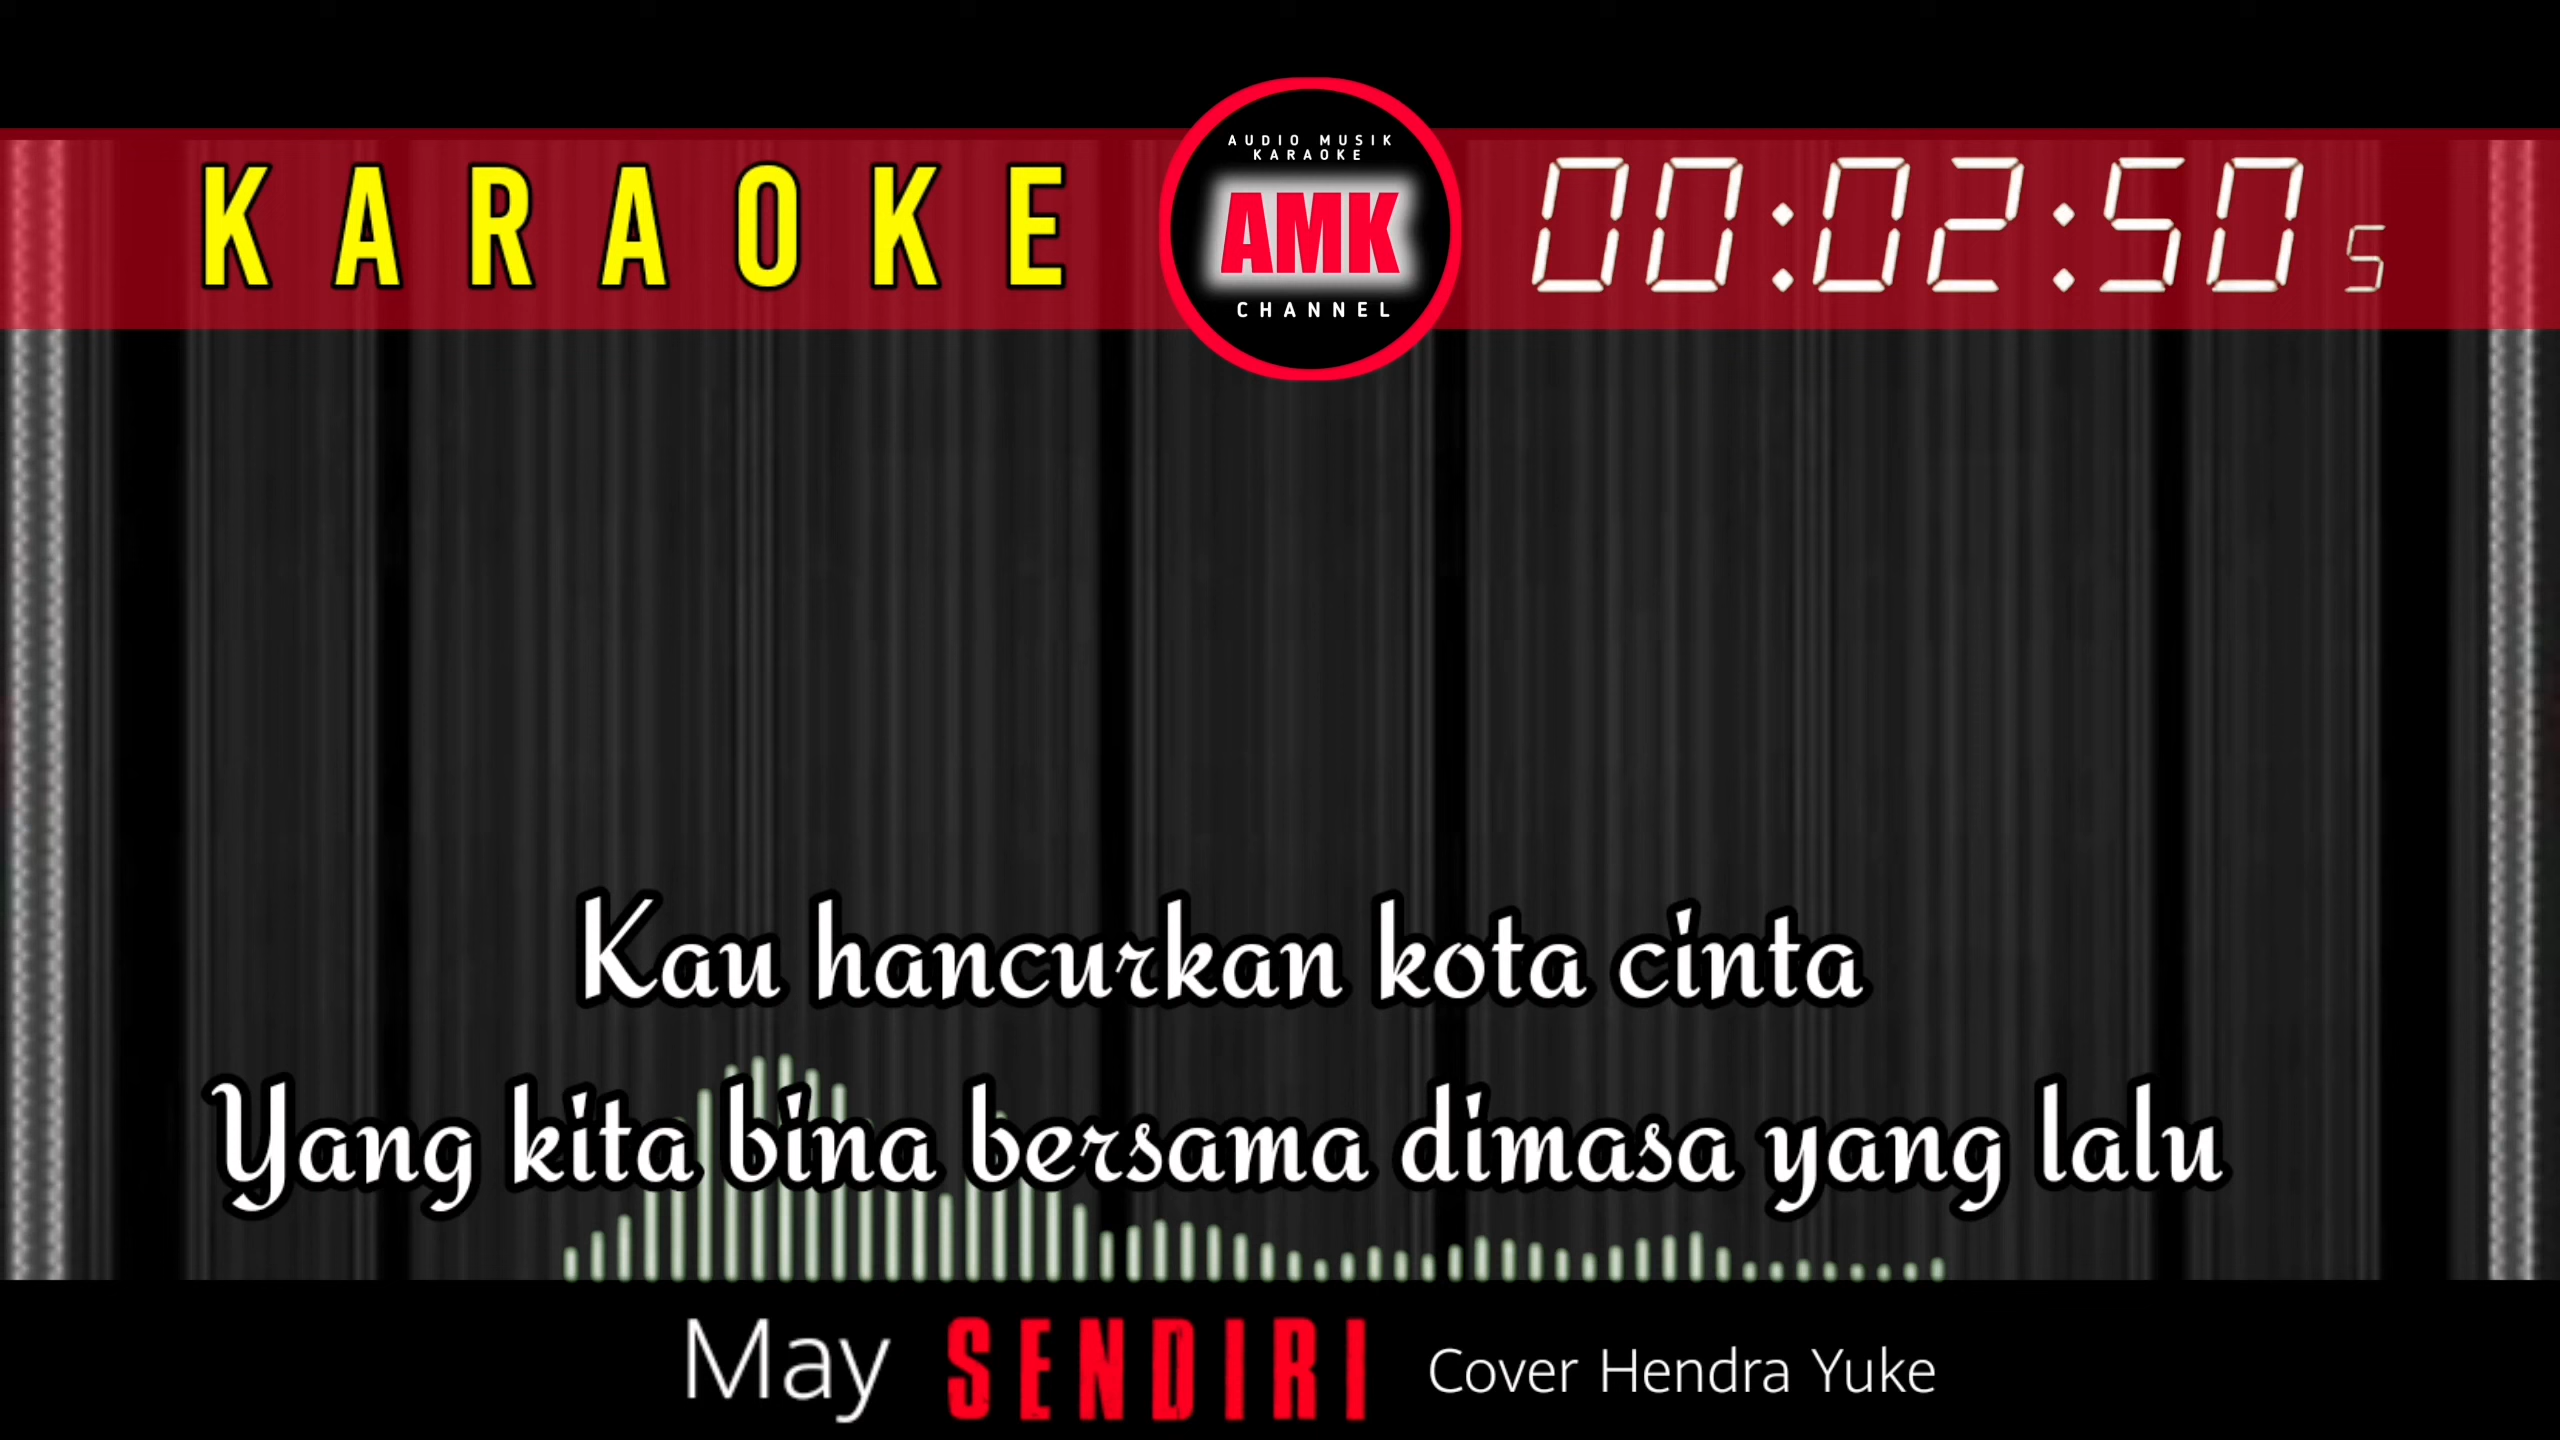 KARAOKE
AUDIO MUSIK
KARAOKE
AMK
CHANNEL
00:02:50 s
Kau hancurkan kota cinta
Yang kita bina bersama dimasa yang lalu
May SENDIRI Cover Hendra Yuke